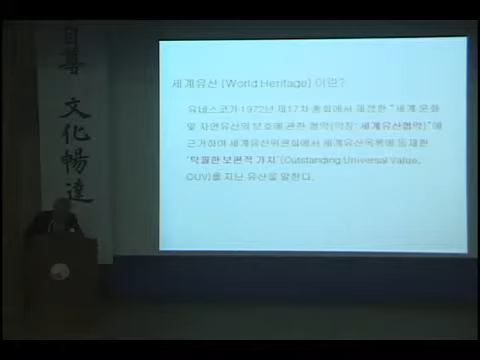 自尊
文化暢達
세계유산 (World Heritage) 이란?
유네스코가 1972년 제17차 총회에서 제정한 "세계 문화
및 자연유산의 보호에 관한 협약(약칭: 세계유산협약)"에
근거하여 세계유산위원회에서 세계유산목록에 등재한
'탁월한 보편적 가치'(Outstanding Universal Value,
OUV)를 지닌 유산을 말한다.